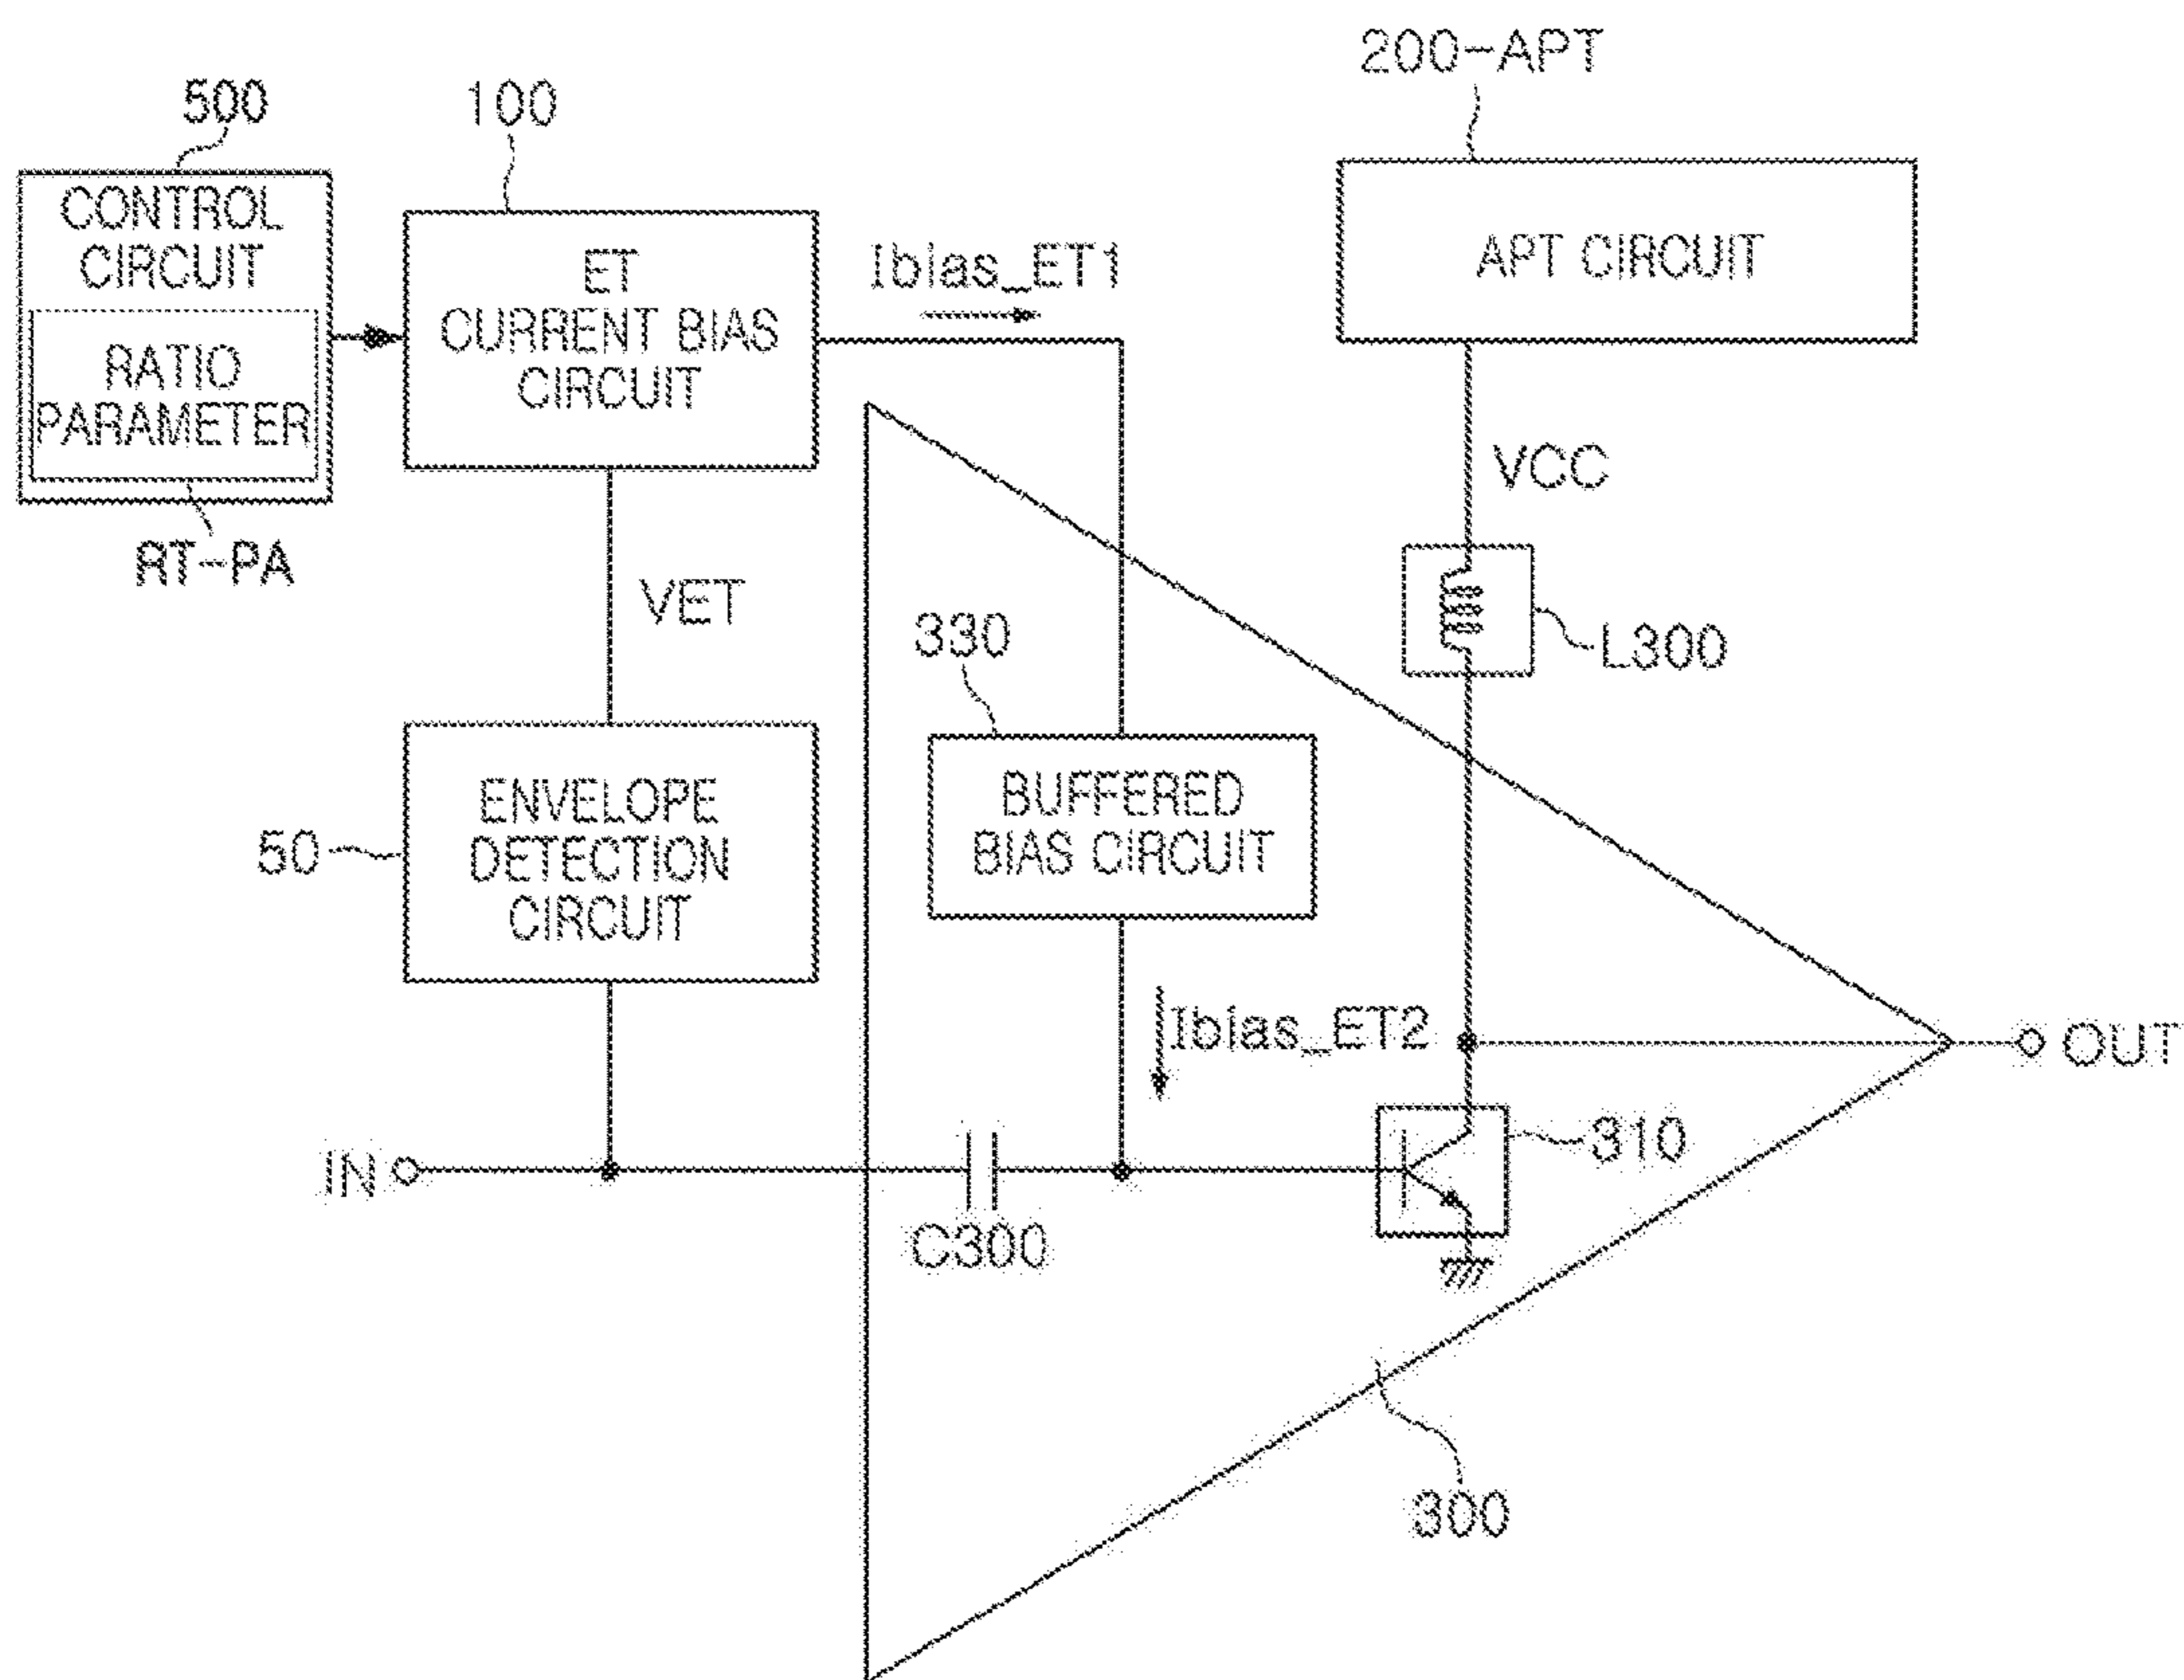 200-APT
500
100
CONTROL
CIRCUIT
RATIO
PARAMETER
RT-PA
ET
CURRENT BIAS
CIRCUIT
Ibias_ET1
APT CIRCUIT
VCC
VET
330
L300
ENVELOPE
DETECTION
CIRCUIT
50
BUFFERED
BIAS CIRCUIT
Ibias_ET2
OUT
IN
C300
310
300